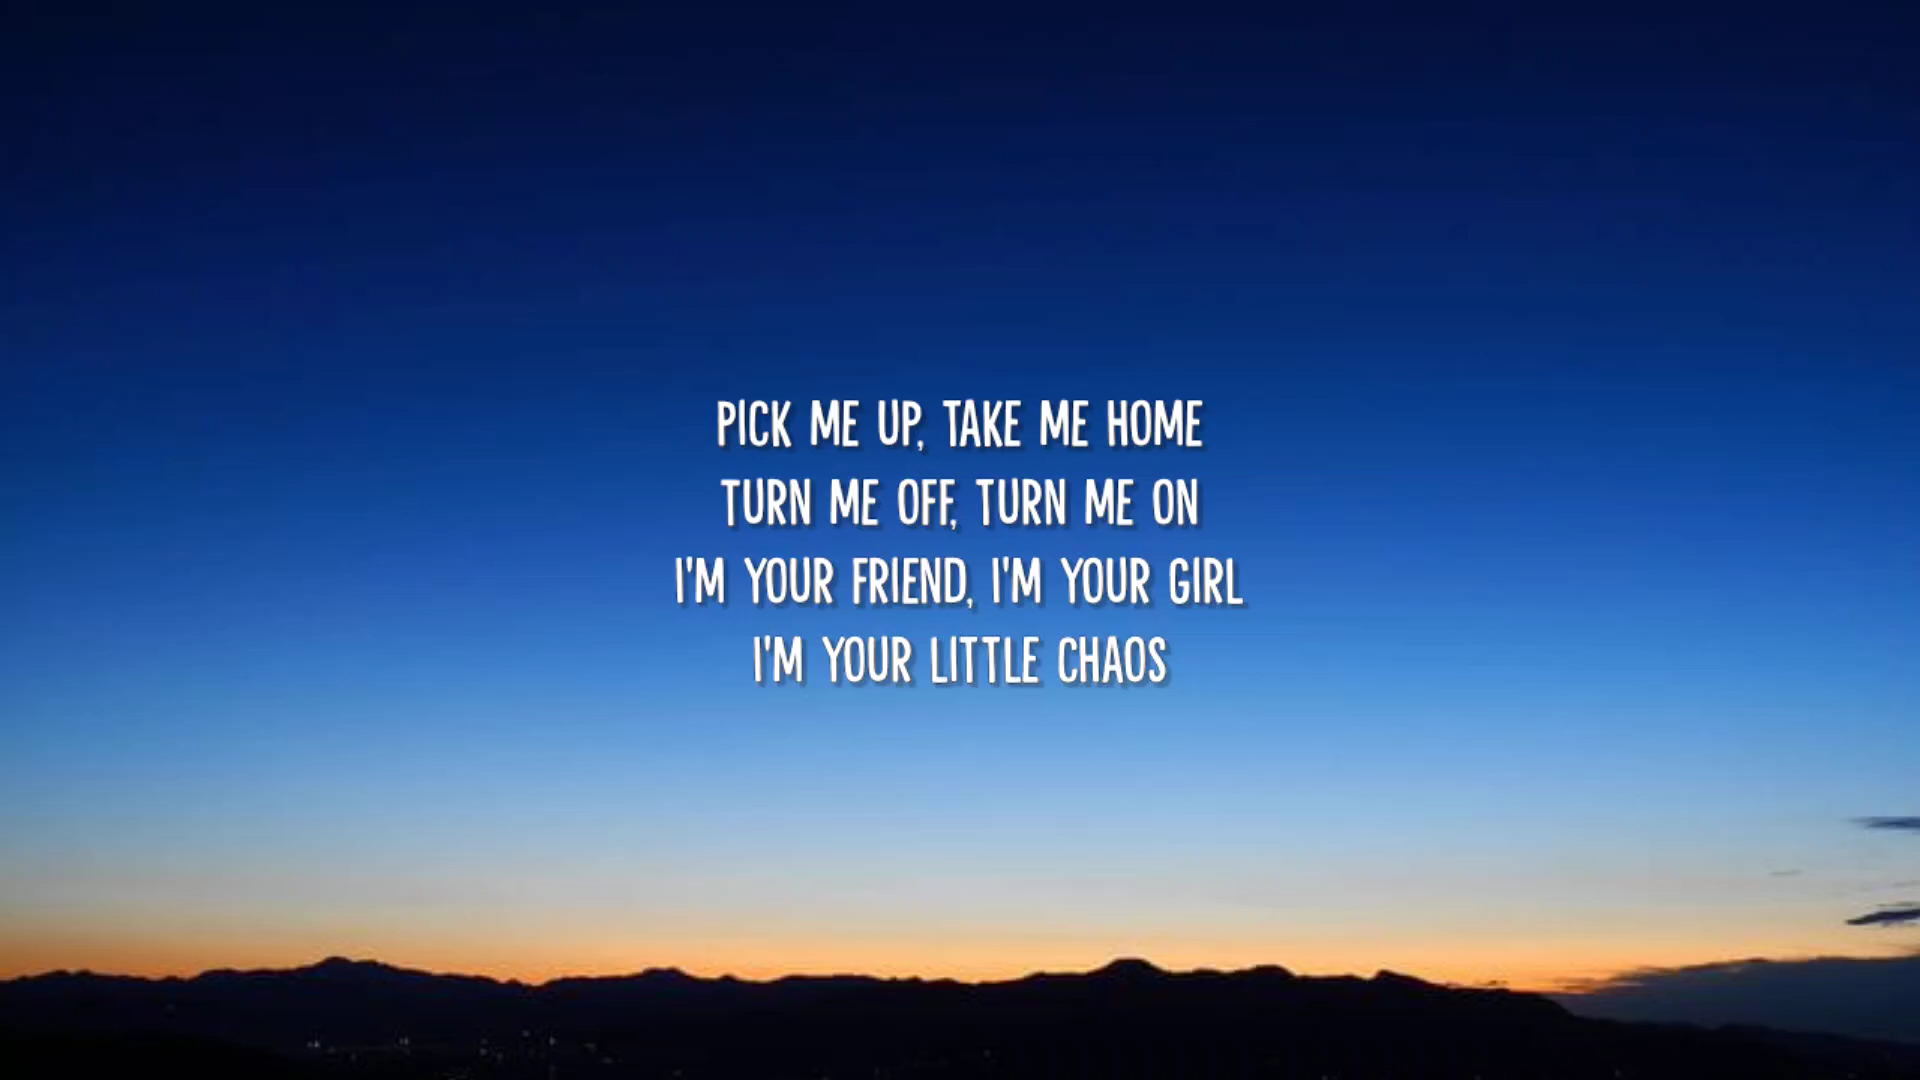 PICK ME UP, TAKE ME HOME
TURN ME OFF, TURN ME ON
I'M YOUR FRIEND, I'M YOUR GIRL
I'M YOUR LITTLE CHAOS